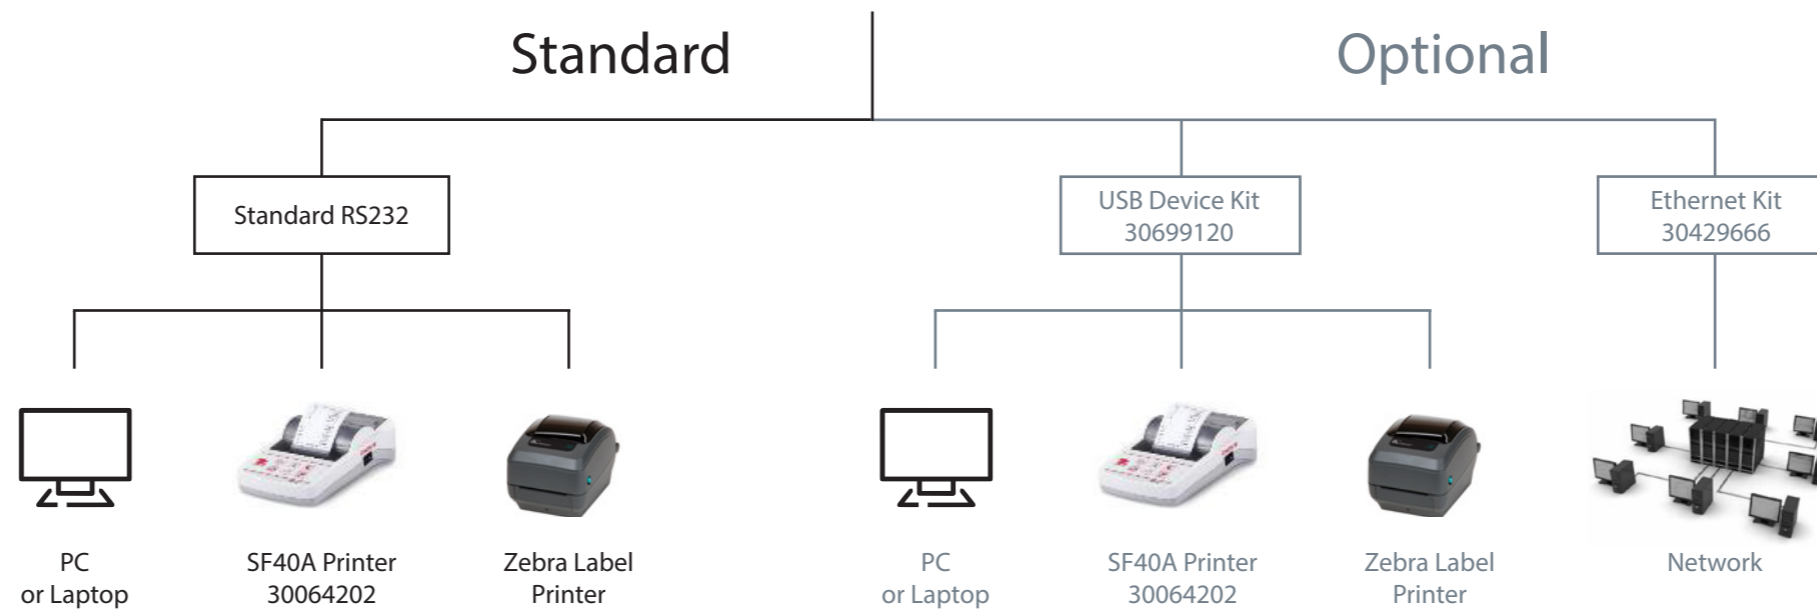 Standard
Optional
Standard RS232
USB Device Kit
30699120
Ethernet Kit
30429666
PC
or Laptop
SF40A Printer
30064202
Zebra Label
Printer
PC
or Laptop
SF40A Printer
30064202
Zebra Label
Printer
Network